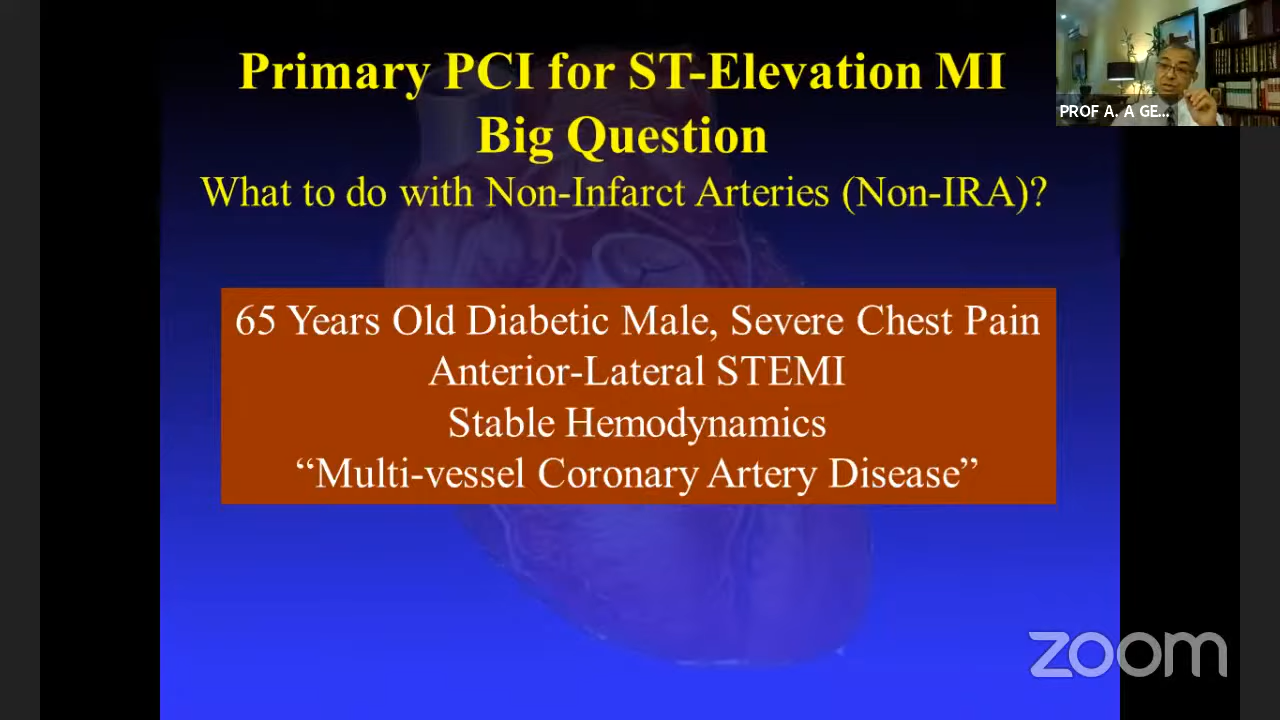 Primary PCI for ST-Elevation MI
Big Question
What to do with Non-Infarct Arteries (Non-IRA)?
PROF A. A GE...
65 Years Old Diabetic Male, Severe Chest Pain
Anterior-Lateral STEMI
Stable Hemodynamics
“Multi-vessel Coronary Artery Disease”
zoom